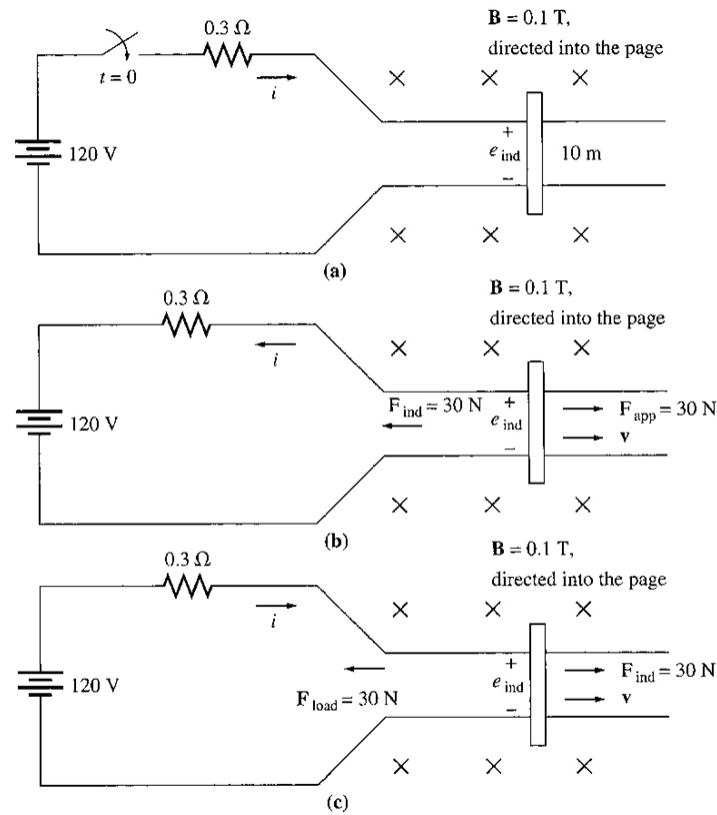 B = 0.1 T,
0.3 Ω
directed into the page
t = 0
i
× × ×
+
120 V
e ind
10 m
–
× × ×
(a)
B = 0.1 T,
0.3 Ω
directed into the page
i
× × ×
F ind = 30 N
+
F app = 30 N
120 V
e ind
v
–
× × ×
(b)
B = 0.1 T,
0.3 Ω
directed into the page
i
× × ×
+
F ind = 30 N
120 V
e ind
F load = 30 N
v
–
× × ×
(c)